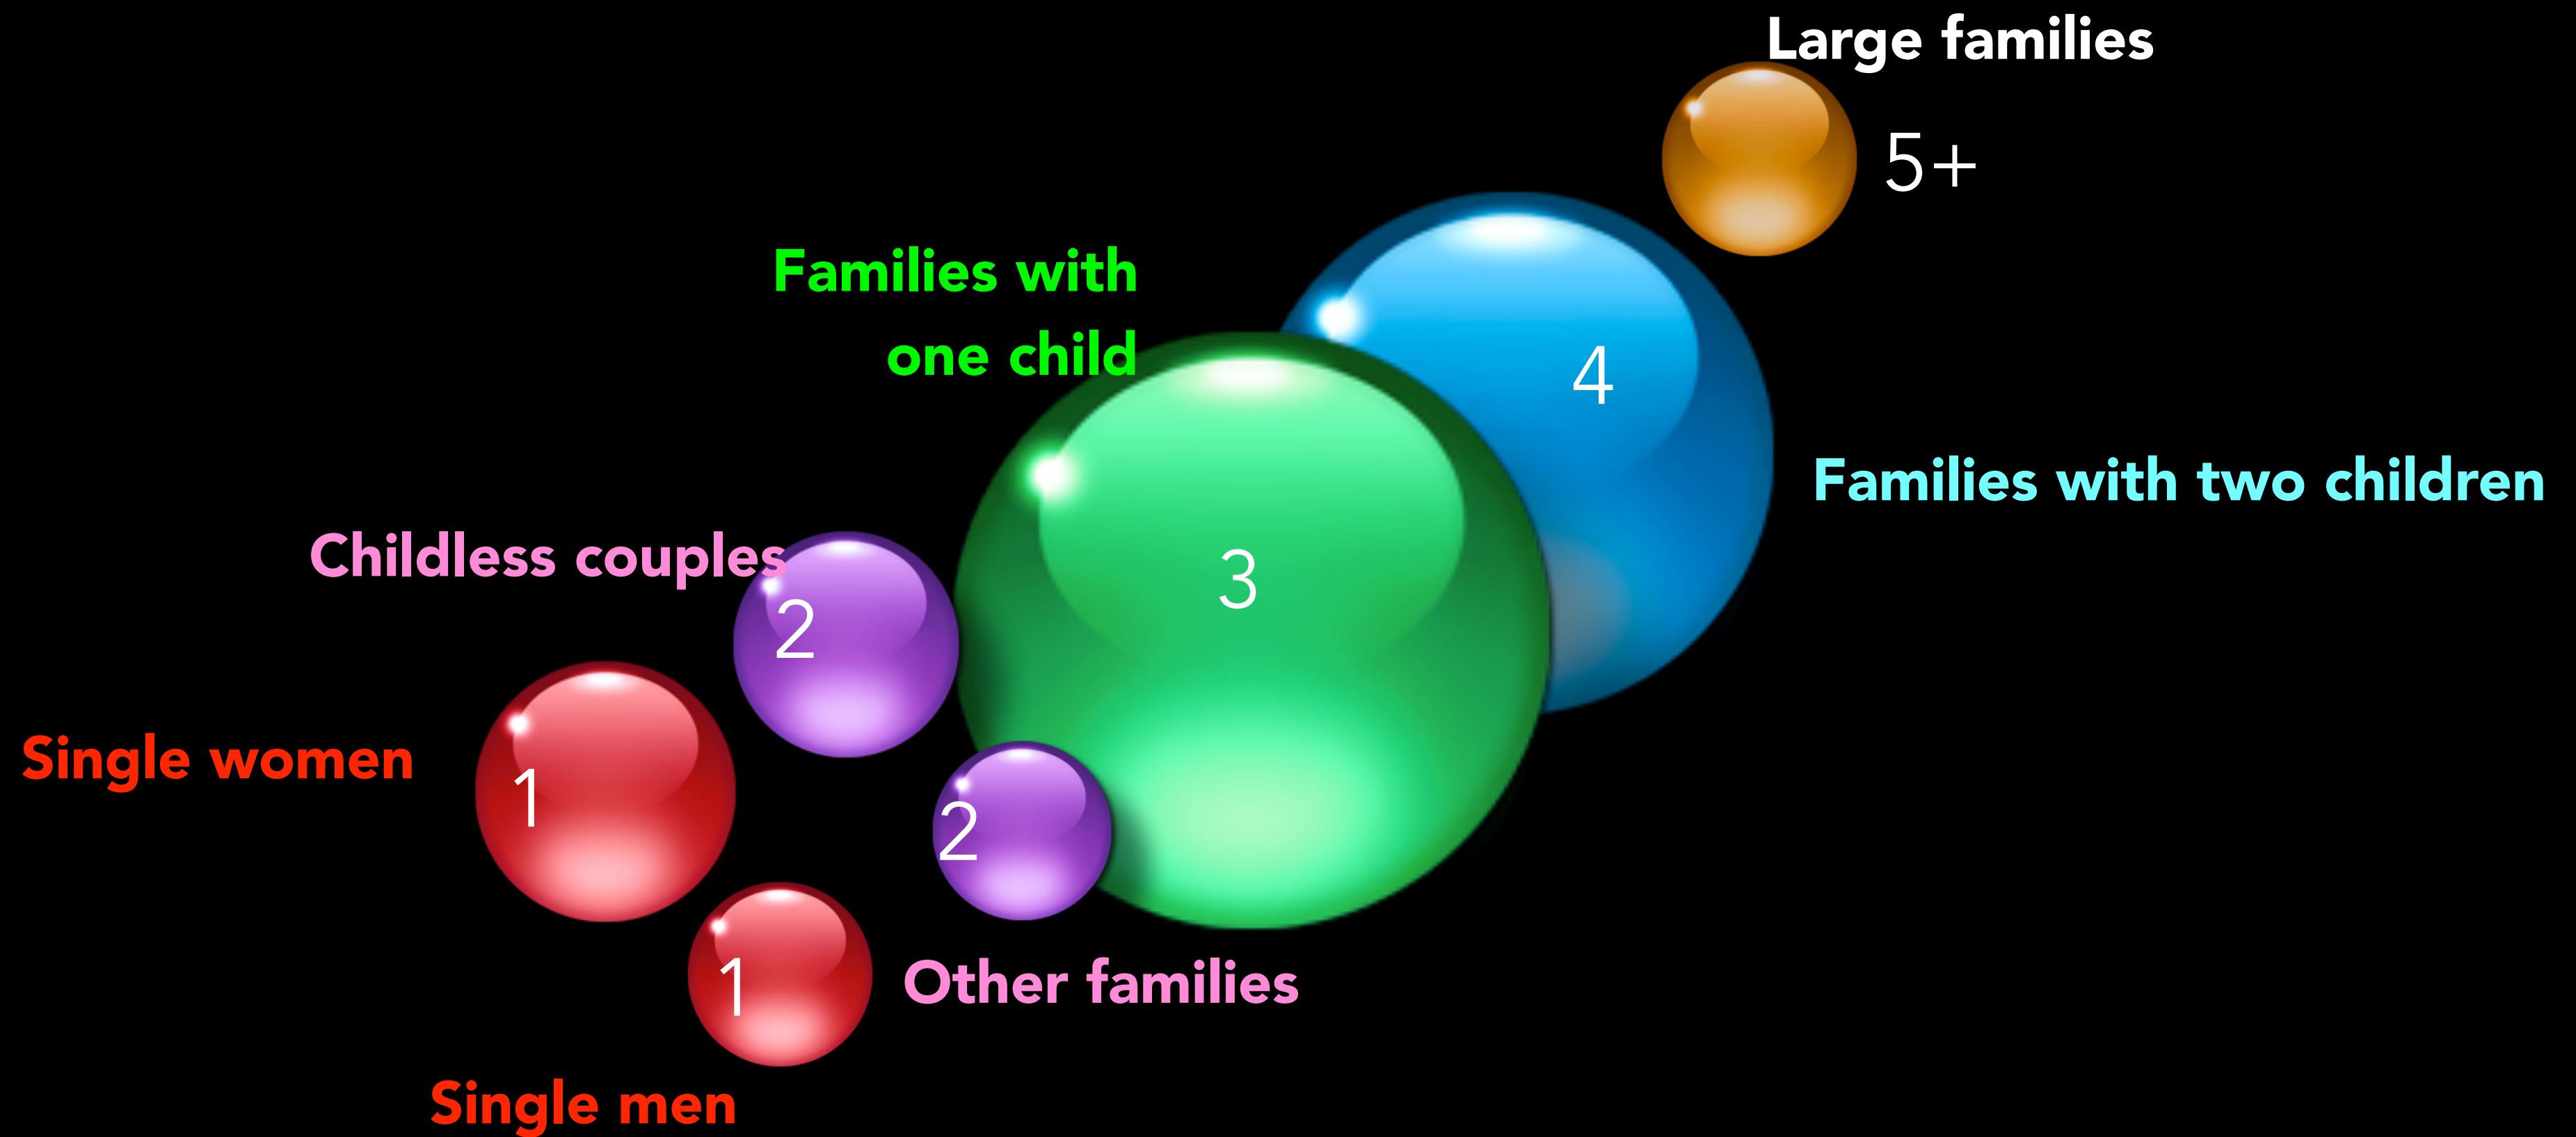 Large families
5+
Families with
one child
4
Families with two children
Childless couples
3
2
Single women
1
2
1
Other families
Single men